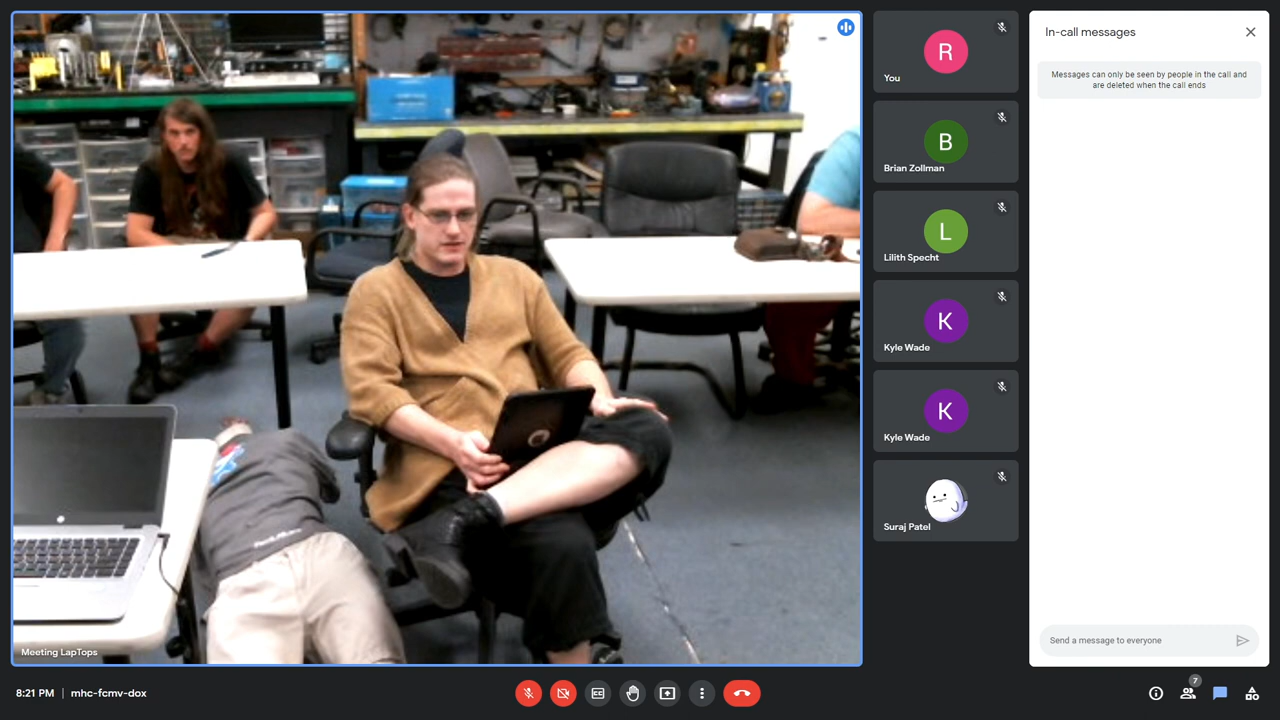 Meeting LapTops
R
You
B
Brian Zollman
L
Lilith Specht
K
Kyle Wade
K
Kyle Wade
Suraj Patel
In-call messages
Messages can only be seen by people in the call and
are deleted when the call ends
Send a message to everyone
8:21 PM | mhc-fcmv-dox
CC
7